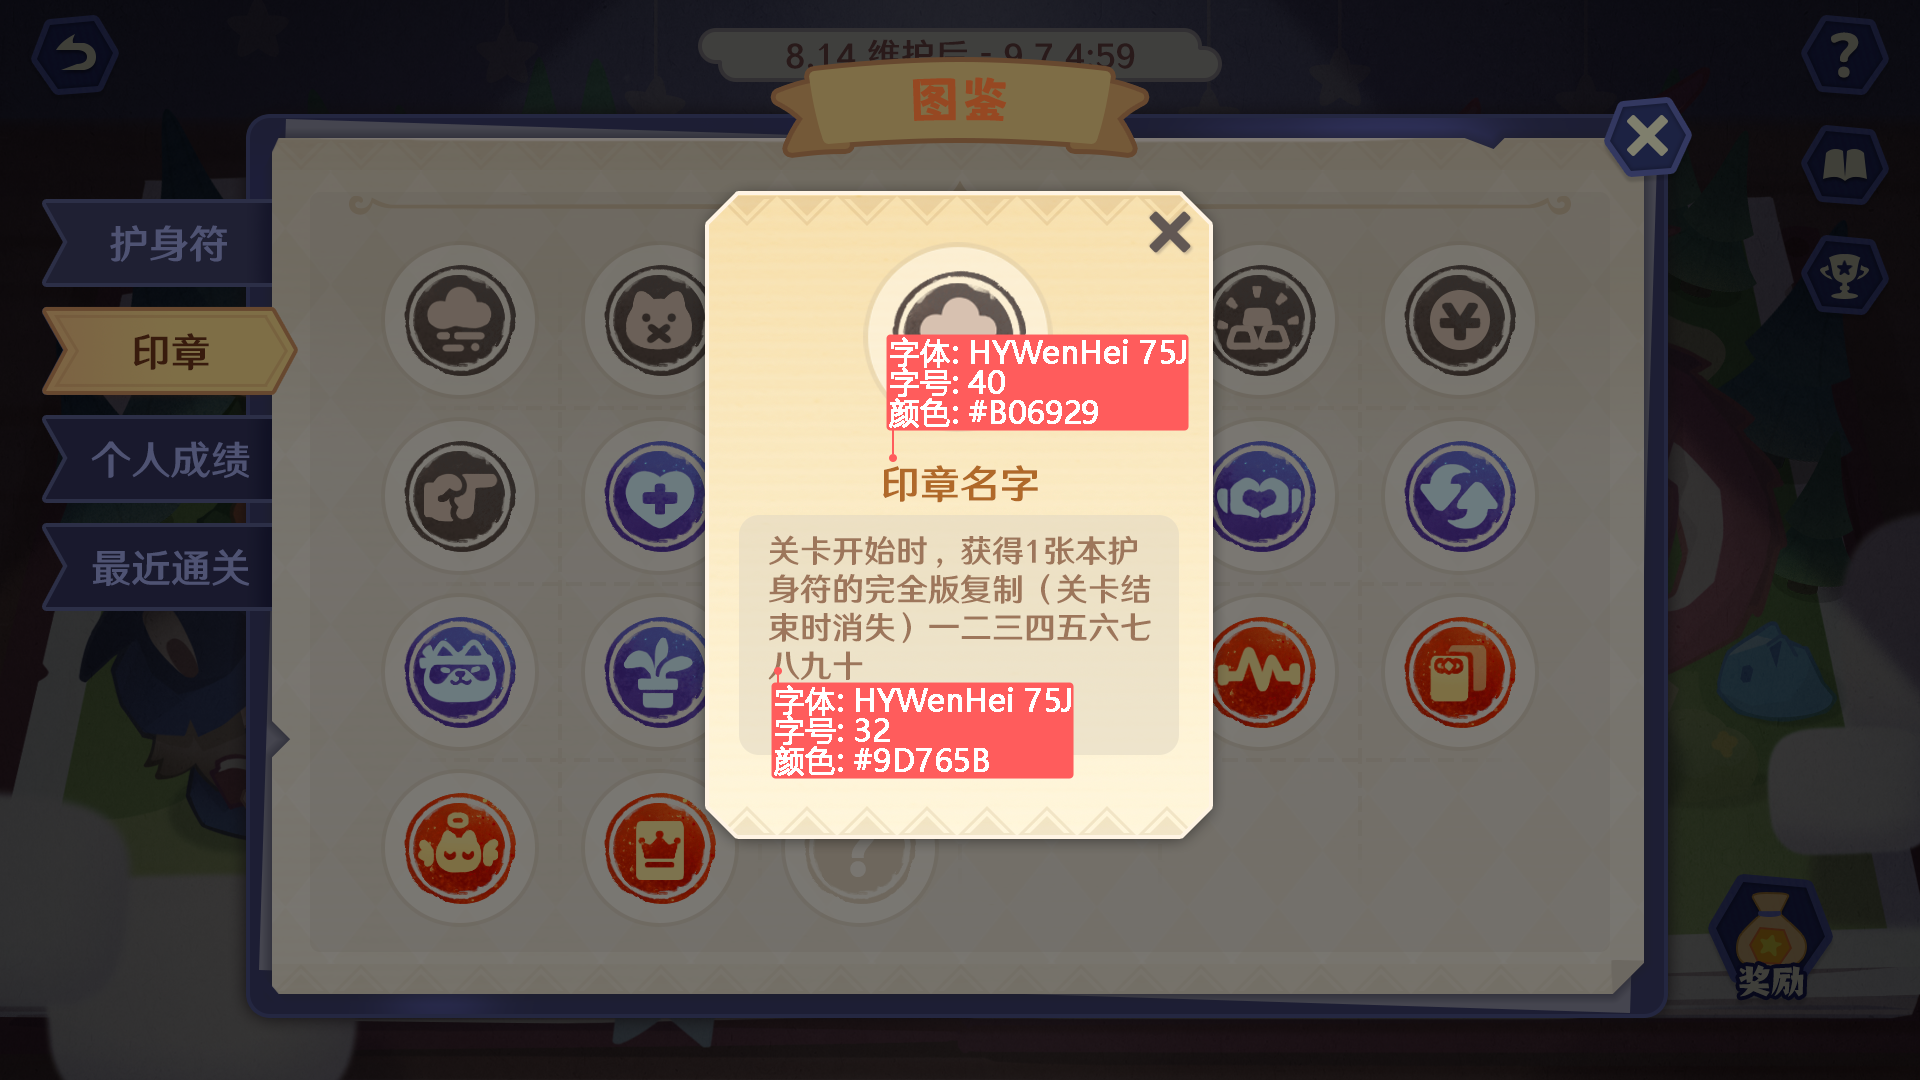 8.14 维护后 - 9.7 4:59
图鉴
护身符
印章
个人成绩
最近通关
字体: HYWenHei 75J
字号: 40
颜色: #B06929
印章名字
关卡开始时，获得1张本护
身符的完全版复制（关卡结
束时消失）一二三四五六七
八九十
字体: HYWenHei 75J
字号: 32
颜色: #9D765B
奖励